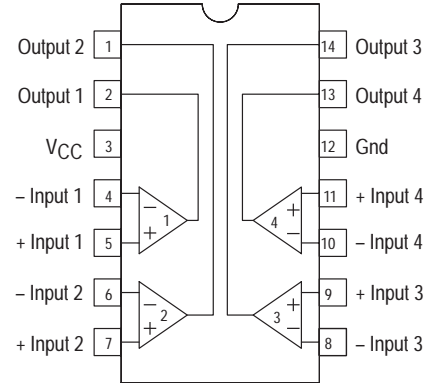 Output 2 1 14 Output 3
Output 1 2 13 Output 4
VCC 3 12 Gnd
– Input 1 4 – 11 + Input 4
+ Input 1 5 + 1 4 + – 10 – Input 4
– Input 2 6 – 9 + Input 3
+ Input 2 7 + 2 3 + – 8 – Input 3